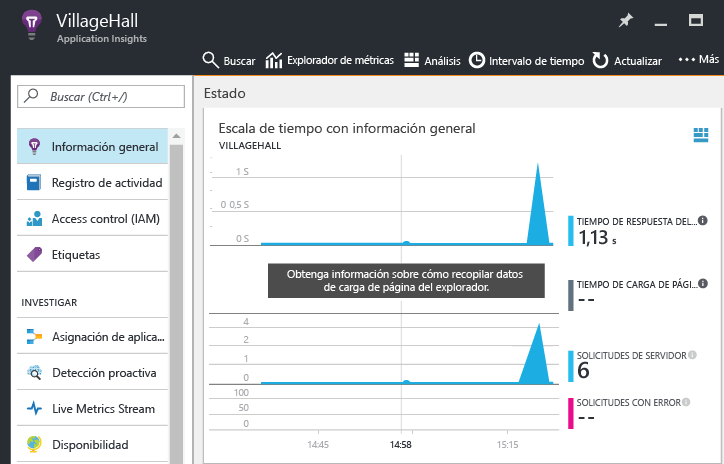 VillageHall
Application Insights
Buscar
Explorador de métricas
Análisis
Intervalo de tiempo
Actualizar
Más
Buscar (Ctrl+/)
Información general
Registro de actividad
Access control (IAM)
Etiquetas
INVESTIGAR
Asignación de aplica...
Detección proactiva
Live Metrics Stream
Disponibilidad
Estado
Escala de tiempo con información general
VILLAGEHALL
1 S
0 0,5 S
0 S
TIEMPO DE RESPUESTA DEL...
1,13 s
Obtenga información sobre cómo recopilar datos
de carga de página del explorador.
TIEMPO DE CARGA DE PÁGI...
--
4
2
1
0
SOLICITUDES DE SERVIDOR
6
100
50
0
SOLICITUDES CON ERROR
--
14:45
14:58
15:15